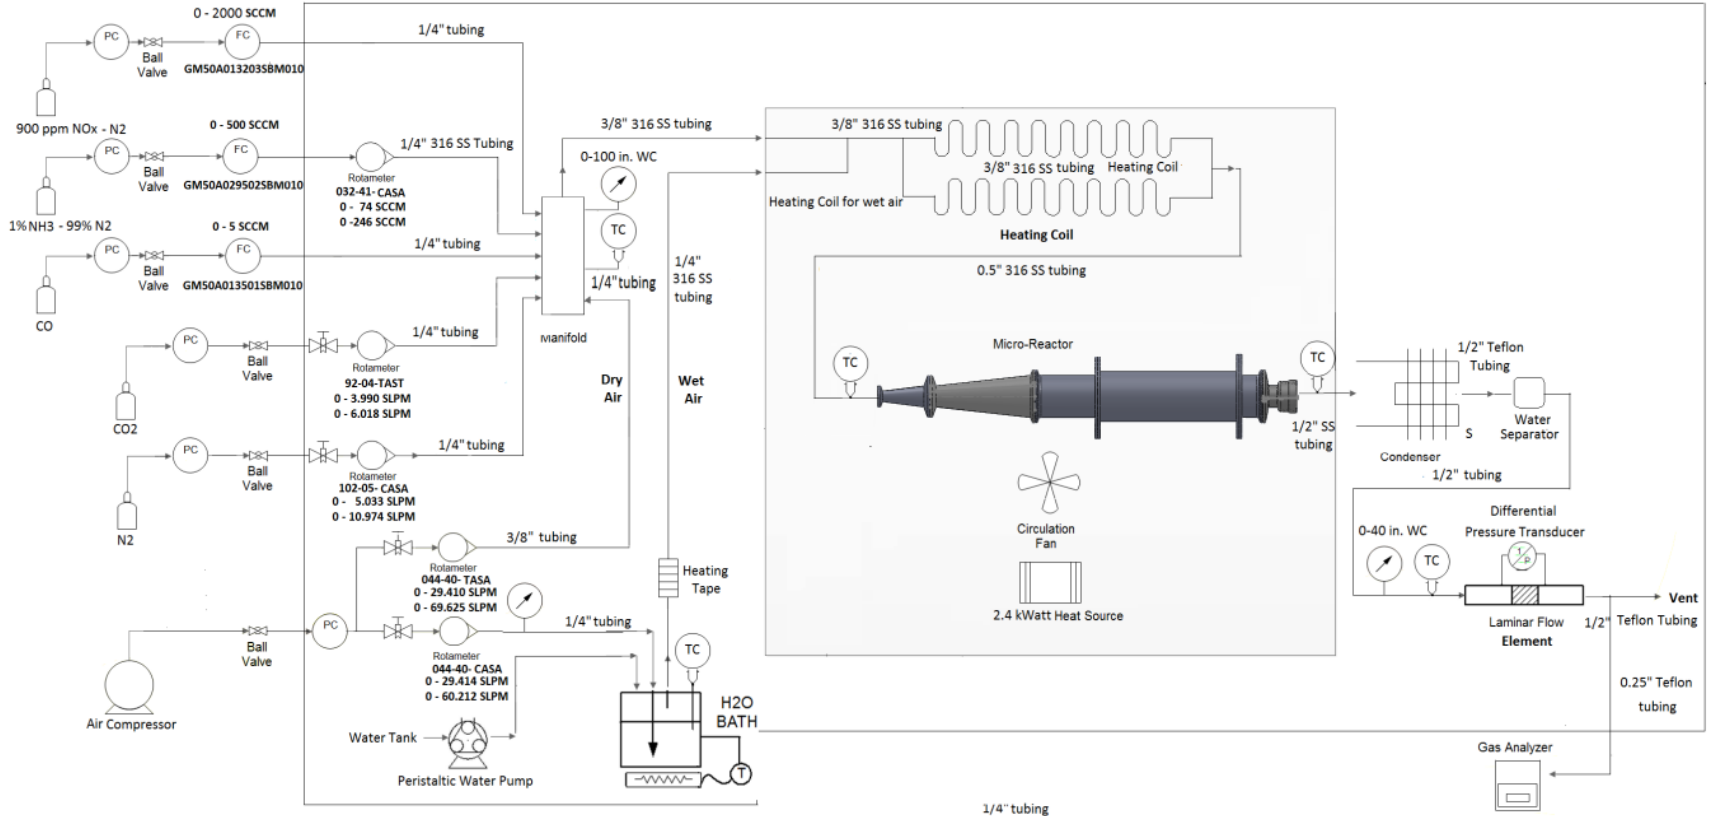 0 - 2000 SCCM
PC
FC
Ball
Valve
GM50A013203SBM010
1/4" tubing
900 ppm NOx - N2
0 - 500 SCCM
PC
FC
Ball
Valve
GM50A029502SBM010
1/4" 316 SS Tubing
Rotameter
032-41- CASA
0 - 74 SCCM
0 -246 SCCM
1%NH3 - 99% N2
0 - 5 SCCM
PC
FC
Ball
Valve
GM50A013501SBM010
1/4" tubing
CO
PC
Ball
Valve
1/4" tubing
Rotameter
92-04-TAST
0 - 3.990 SLPM
0 - 6.018 SLPM
CO2
PC
Ball
Valve
1/4" tubing
Rotameter
102-05- CASA
0 - 5.033 SLPM
0 - 10.974 SLPM
N2
3/8" tubing
Rotameter
044-40- TASA
0 - 29.410 SLPM
0 - 69.625 SLPM
PC
Ball
Valve
1/4" tubing
Rotameter
044-40- CASA
0 - 29.414 SLPM
0 - 60.212 SLPM
Air Compressor
Water Tank
Peristaltic Water Pump
TC
H2O
BATH
T
Heating
Tape
Dry
Air
Wet
Air
3/8" 316 SS tubing
0-100 in. WC
TC
1/4" tubing
Manifold
1/4"
316 SS
tubing
3/8" 316 SS tubing
3/8" 316 SS tubing
Heating Coil
Heating Coil for wet air
Heating Coil
0.5" 316 SS tubing
TC
Micro-Reactor
TC
1/2" SS
tubing
Circulation
Fan
2.4 kWatt Heat Source
1/2" Teflon
Tubing
S
Condenser
Water
Separator
1/2" tubing
Differential
Pressure Transducer
0-40 in. WC
TC
Laminar Flow
Element
1/2"
Vent
Teflon Tubing
0.25" Teflon
tubing
Gas Analyzer
1/4" tubing